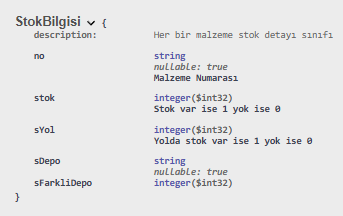 StokBilgisi {
description: Her bir malzeme stok detayı sınıfı
no string
nullable: true
Malzeme Numarası
stok integer($int32)
Stok var ise 1 yok ise 0
sYol integer($int32)
Yolda stok var ise 1 yok ise 0
sDepo string
nullable: true
sFarkliDepo integer($int32)
}